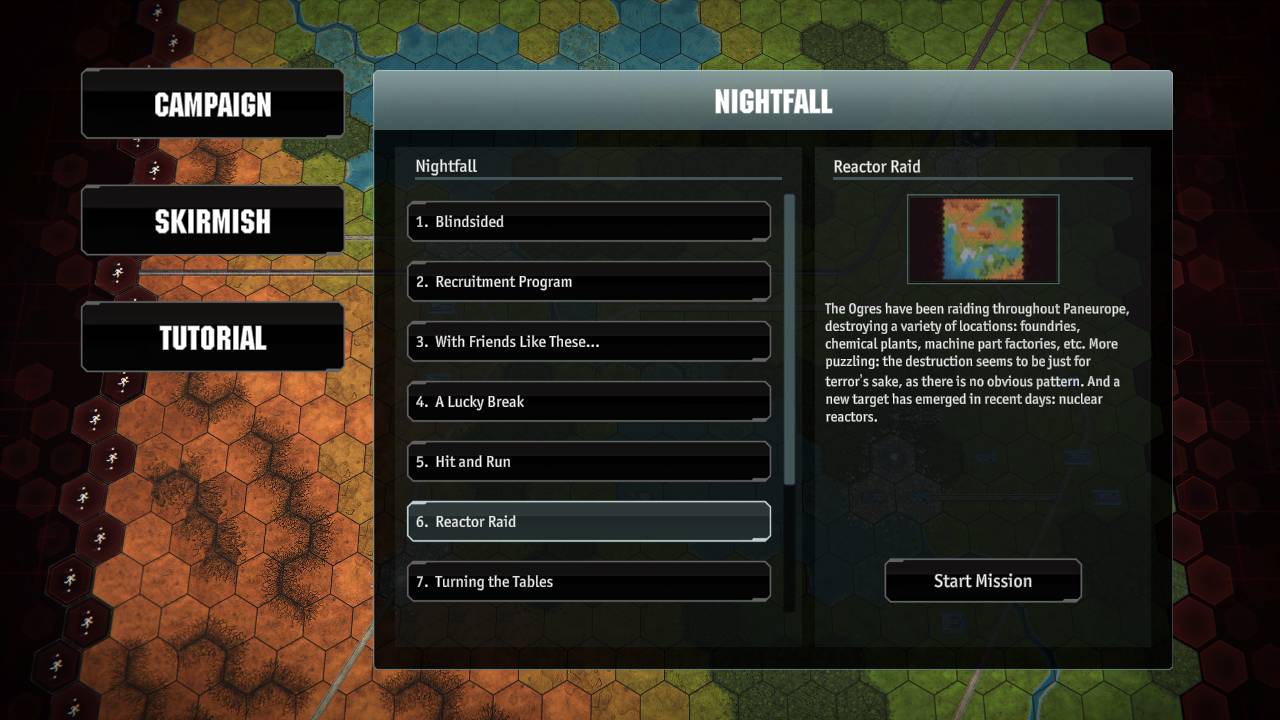 CAMPAIGN
SKIRMISH
TUTORIAL
NIGHTFALL
Nightfall
1. Blindsided
2. Recruitment Program
3. With Friends Like These...
4. A Lucky Break
5. Hit and Run
6. Reactor Raid
7. Turning the Tables
Reactor Raid
The Ogres have been raiding throughout Paneurope,
destroying a variety of locations: foundries,
chemical plants, machine part factories, etc. More
puzzling: the destruction seems to be just for
terror's sake, as there is no obvious pattern. And a
new target has emerged in recent days: nuclear
reactors.
Start Mission